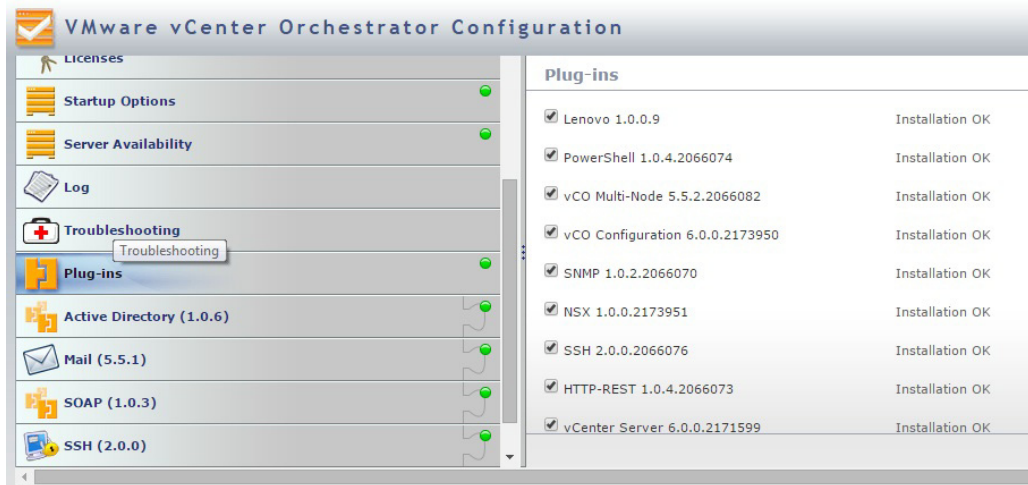 VMware vCenter Orchestrator Configuration
Licenses
Startup Options
Server Availability
Log
Troubleshooting
Troubleshooting
Plug-ins
Active Directory (1.0.6)
Mail (5.5.1)
SOAP (1.0.3)
SSH (2.0.0)
Plug-ins
Lenovo 1.0.0.9 Installation OK
PowerShell 1.0.4.2066074 Installation OK
vCO Multi-Node 5.5.2.2066082 Installation OK
vCO Configuration 6.0.0.2173950 Installation OK
SNMP 1.0.2.2066070 Installation OK
NSX 1.0.0.2173951 Installation OK
SSH 2.0.0.2066076 Installation OK
HTTP-REST 1.0.4.2066073 Installation OK
vCenter Server 6.0.0.2171599 Installation OK